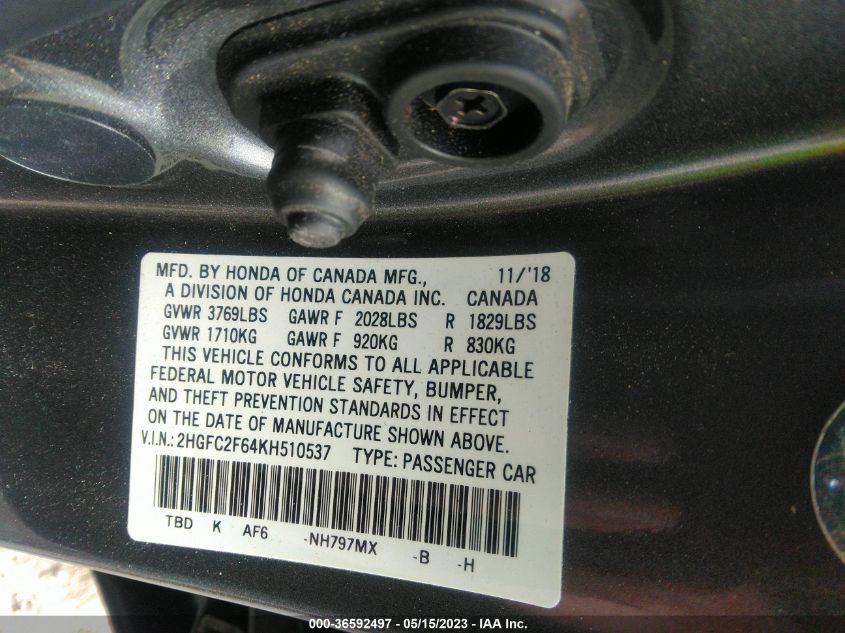 MFD. BY HONDA OF CANADA MFG., 11/'18
A DIVISION OF HONDA CANADA INC. CANADA
GVWR 3769LBS GAWR F 2028LBS R 1829LBS
GVWR 1710KG GAWR F 920KG R 830KG
THIS VEHICLE CONFORMS TO ALL APPLICABLE
FEDERAL MOTOR VEHICLE SAFETY, BUMPER,
AND THEFT PREVENTION STANDARDS IN EFFECT
ON THE DATE OF MANUFACTURE SHOWN ABOVE.
V.I.N.: 2HGFC2F64KH510537 TYPE: PASSENGER CAR
TBD K AF6 -NH797MX -B -H
000-36592497 - 05/15/2023 - IAA Inc.